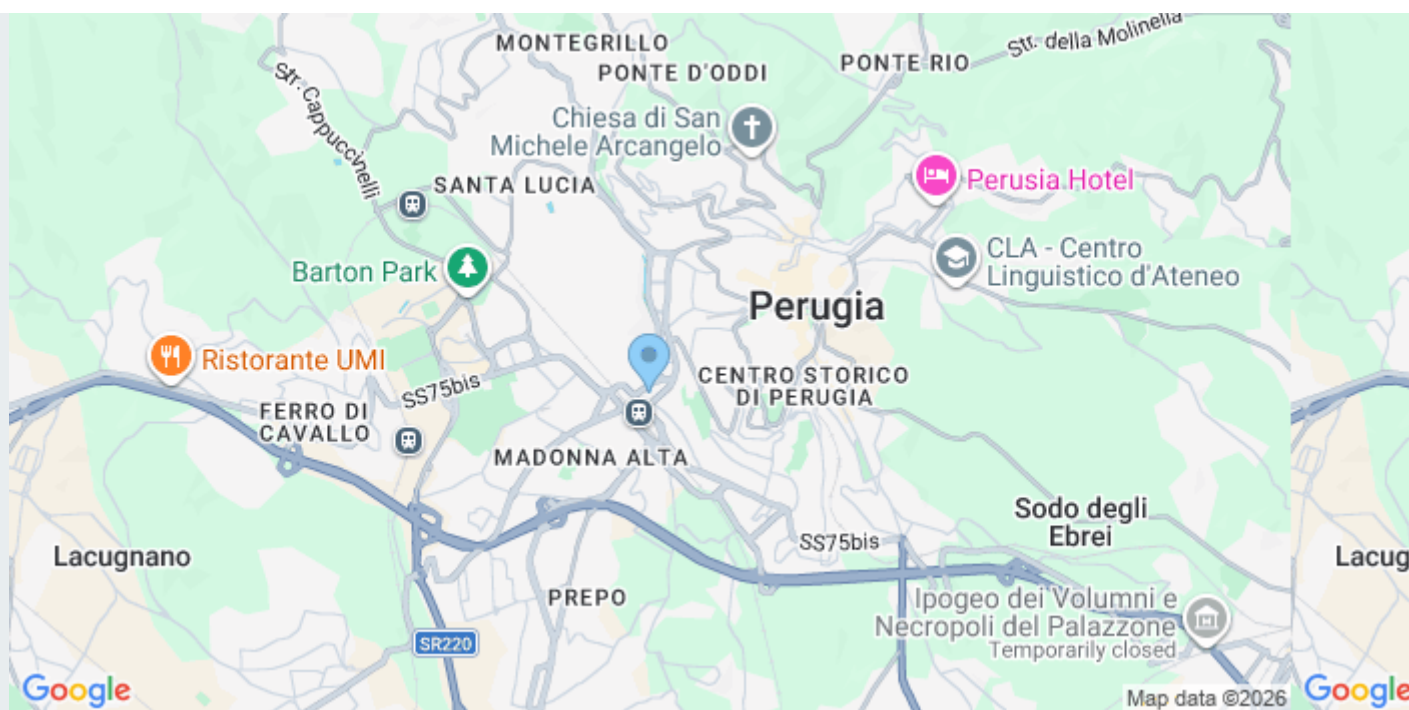 MONTEGRILLO
PONTE D'ODDI
PONTE RIO
Str. della Molinella
Str. Cappuccinelli
Chiesa di San
Michele Arcangelo
SANTA LUCIA
Perusia Hotel
Barton Park
CLA - Centro
Linguistico d'Ateneo
Perugia
Ristorante UMI
SS75bis
CENTRO STORICO
DI PERUGIA
FERRO DI
CAVALLO
MADONNA ALTA
Sodo degli
Ebrei
SS75bis
Lacugnano
Lacug
PREPO
Ipogeo dei Volumni e
Necropoli del Palazzone
Temporarily closed
SR220
Google
Map data ©2026
Google